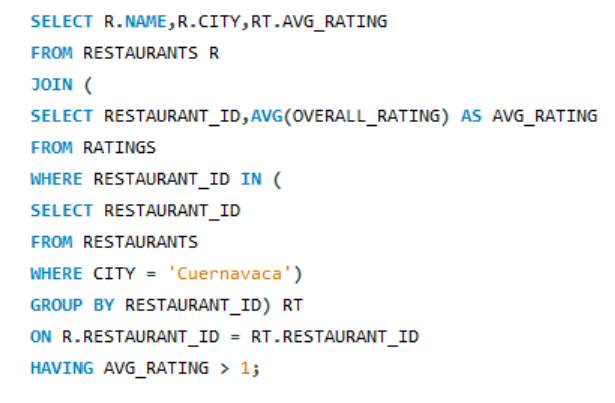 SELECT R.NAME,R.CITY,RT.AVG_RATING
FROM RESTAURANTS R
JOIN (
SELECT RESTAURANT_ID,AVG(OVERALL_RATING) AS AVG_RATING
FROM RATINGS
WHERE RESTAURANT_ID IN (
SELECT RESTAURANT_ID
FROM RESTAURANTS
WHERE CITY = 'Cuernavaca')
GROUP BY RESTAURANT_ID) RT
ON R.RESTAURANT_ID = RT.RESTAURANT_ID
HAVING AVG_RATING > 1;